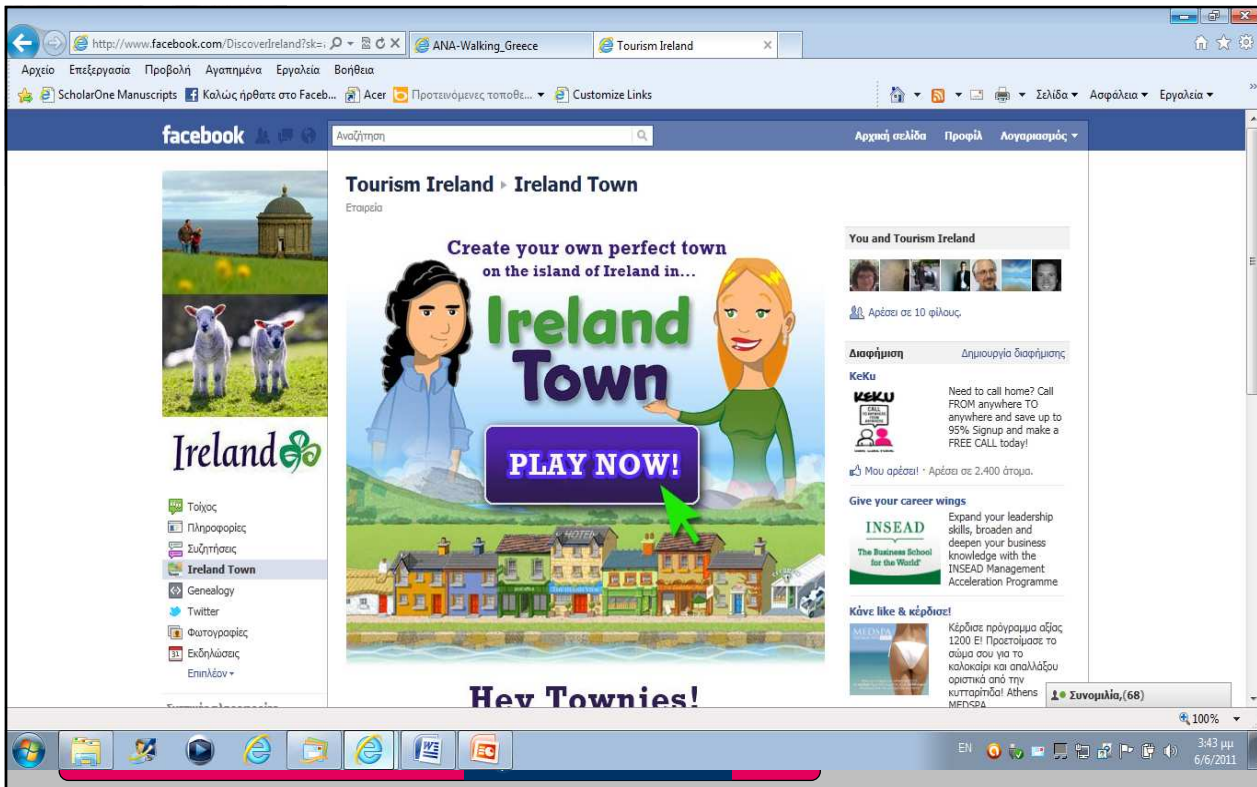 http://www.facebook.com/DiscoverIreland?sk=
ANA-Walking_Greece
Tourism Ireland
Αρχείο Επεξεργασία Προβολή Αγαπημένα Εργαλεία Βοήθεια
ScholarOne Manuscripts
Καλώς ήρθατε στο Faceb...
Acer
Προτεινόμενες τοποθε...
Customize Links
Σελίδα
Ασφάλεια
Εργαλεία
facebook
Αναζήτηση
Αρχική σελίδα Προφίλ Λογαριασμός
Ireland
Τοίχος
Πληροφορίες
Συζητήσεις
Ireland Town
Genealogy
Twitter
Φωτογραφίες
Εκδηλώσεις
Επιπλέον
Tourism Ireland ▸ Ireland Town
Εταιρεία
Create your own perfect town
on the island of Ireland in...
Ireland
Town
PLAY NOW!
HOTEL
Hey Townies!
You and Tourism Ireland
Αρέσει σε 10 φίλους.
Διαφήμιση Δημιουργία διαφήμισης
KeKu
KEKU
Need to call home? Call
FROM anywhere TO
anywhere and save up to
95% Signup and make a
FREE CALL today!
Μου αρέσει! · Αρέσει σε 2.400 άτομα.
Give your career wings
INSEAD
The Business School
for the World
Expand your leadership
skills, broaden and
deepen your business
knowledge with the
INSEAD Management
Acceleration Programme
Κάνε like & κέρδισε!
MEDSPA
Κέρδισε πρόγραμμα αξίας
1200 Ε! Προετοίμασε το
σώμα σου για το
καλοκαίρι και απαλλάξου
οριστικά από την
κυτταρίτιδα! Athens
MEDSPA
Συνομιλία,(68)
100%
EN
3:43 μμ
6/6/2011